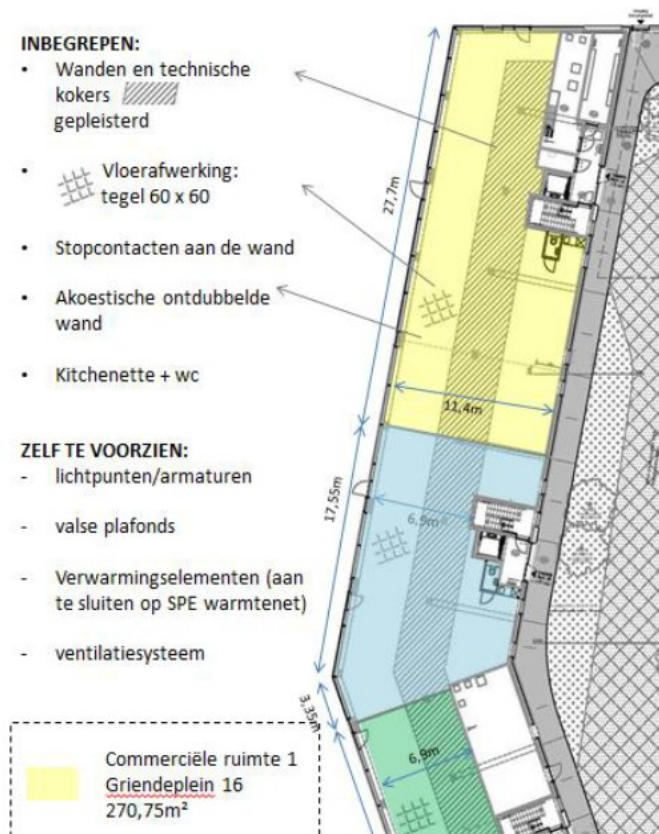 INBEGREPEN:
• Wanden en technische
kokers
gepleisterd
• Vloerafwerking:
tegel 60 x 60
• Stopcontacten aan de wand
• Akoestische ontdubbelde
wand
• Kitchenette + wc
ZELF TE VOORZIEN:
- lichtpunten/armaturen
- valse plafonds
- Verwarmingselementen (aan
te sluiten op SPE warmtenet)
- ventilatiesysteem
Commerciële ruimte 1
Griendeplein 16
270,75m²
27,7m
11,4m
17,55m
6,9m
3,35m
6,9m